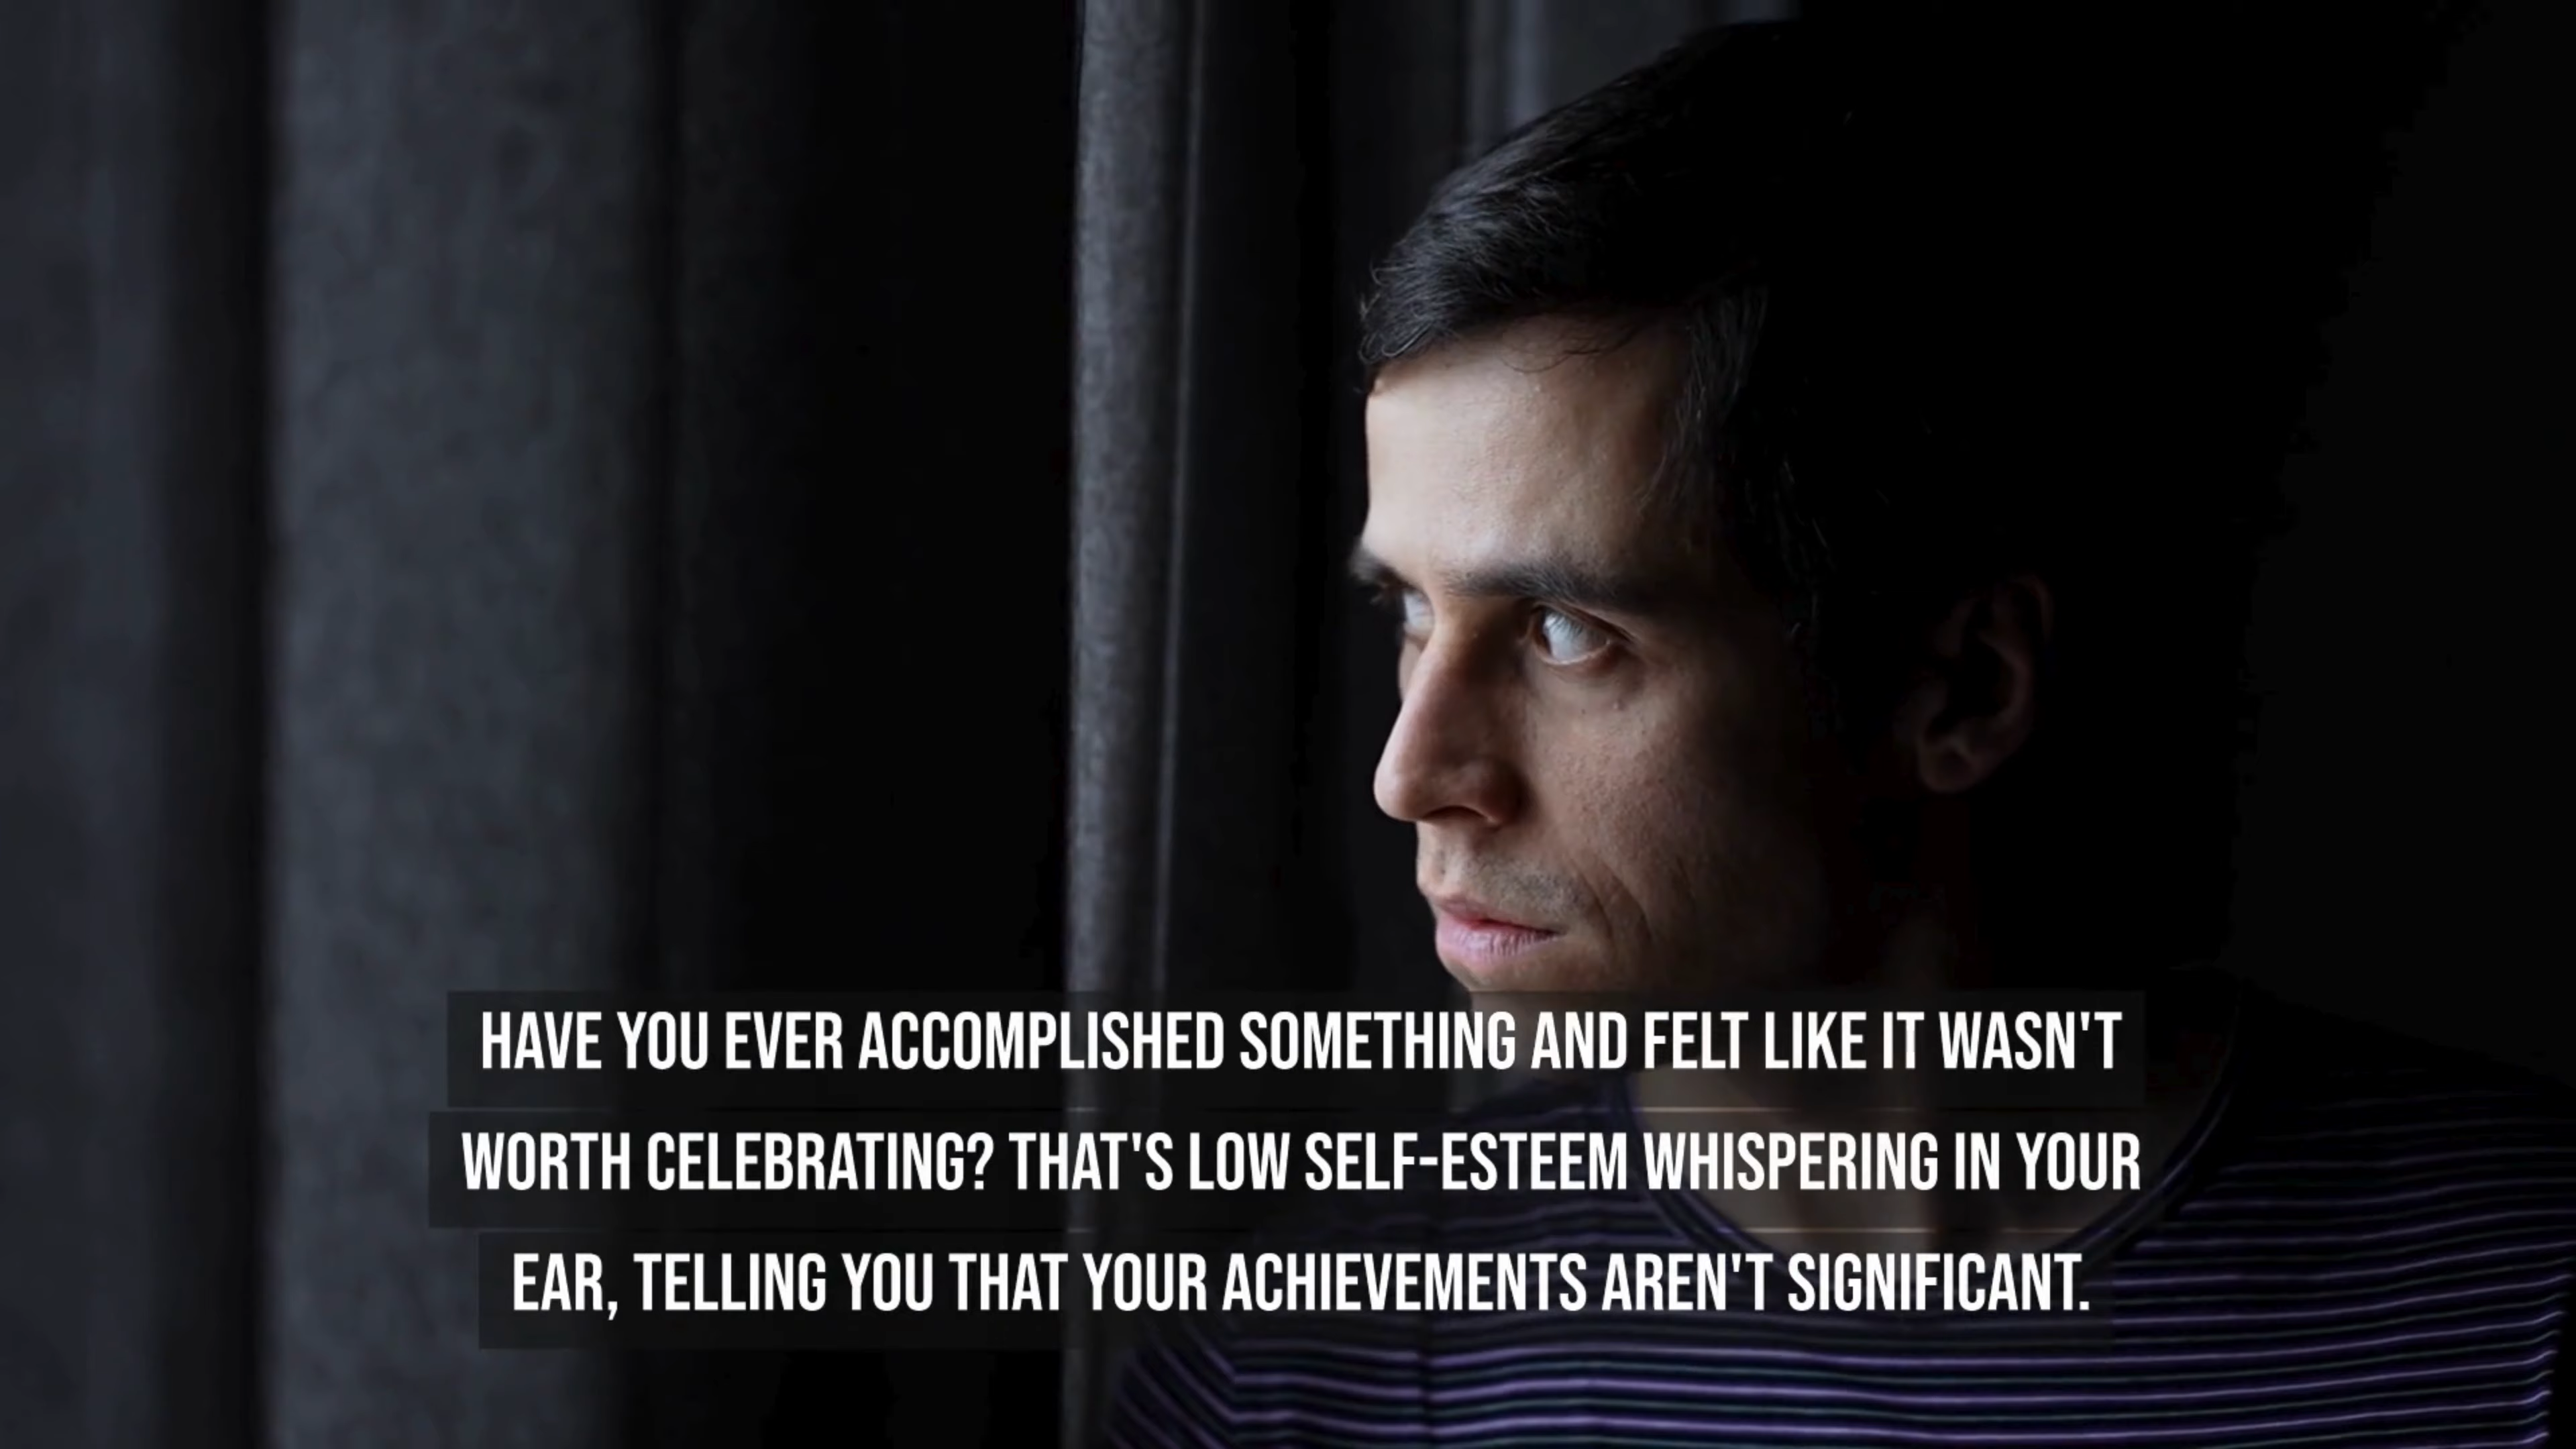 HAVE YOU EVER ACCOMPLISHED SOMETHING AND FELT LIKE IT WASN'T
WORTH CELEBRATING? THAT'S LOW SELF-ESTEEM WHISPERING IN YOUR
EAR, TELLING YOU THAT YOUR ACHIEVEMENTS AREN'T SIGNIFICANT.